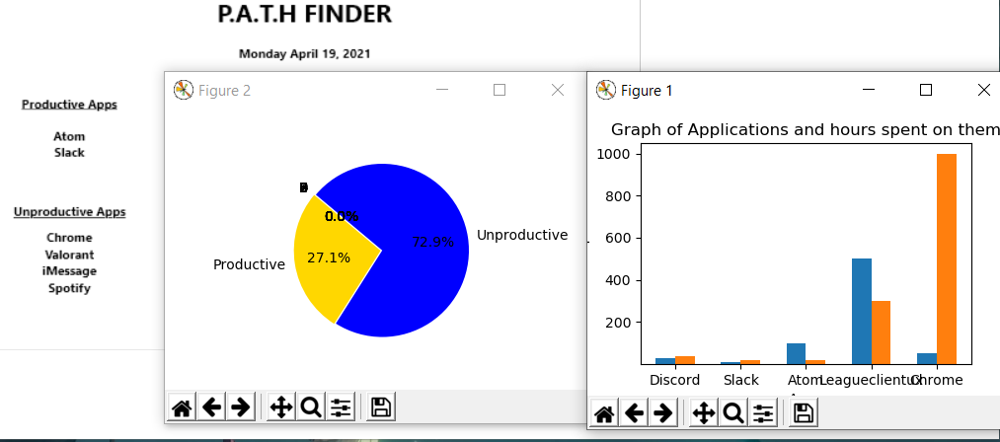 P.A.T.H FINDER
Monday April 19, 2021
Productive Apps
Atom
Slack
Unproductive Apps
Chrome
Valorant
iMessage
Spotify
Figure 2
0.0%
72.9%
Unproductive
27.1%
Productive
Figure 1
Graph of Applications and hours spent on them
1000
800
600
400
200
Discord
Slack
Atom
Chrome